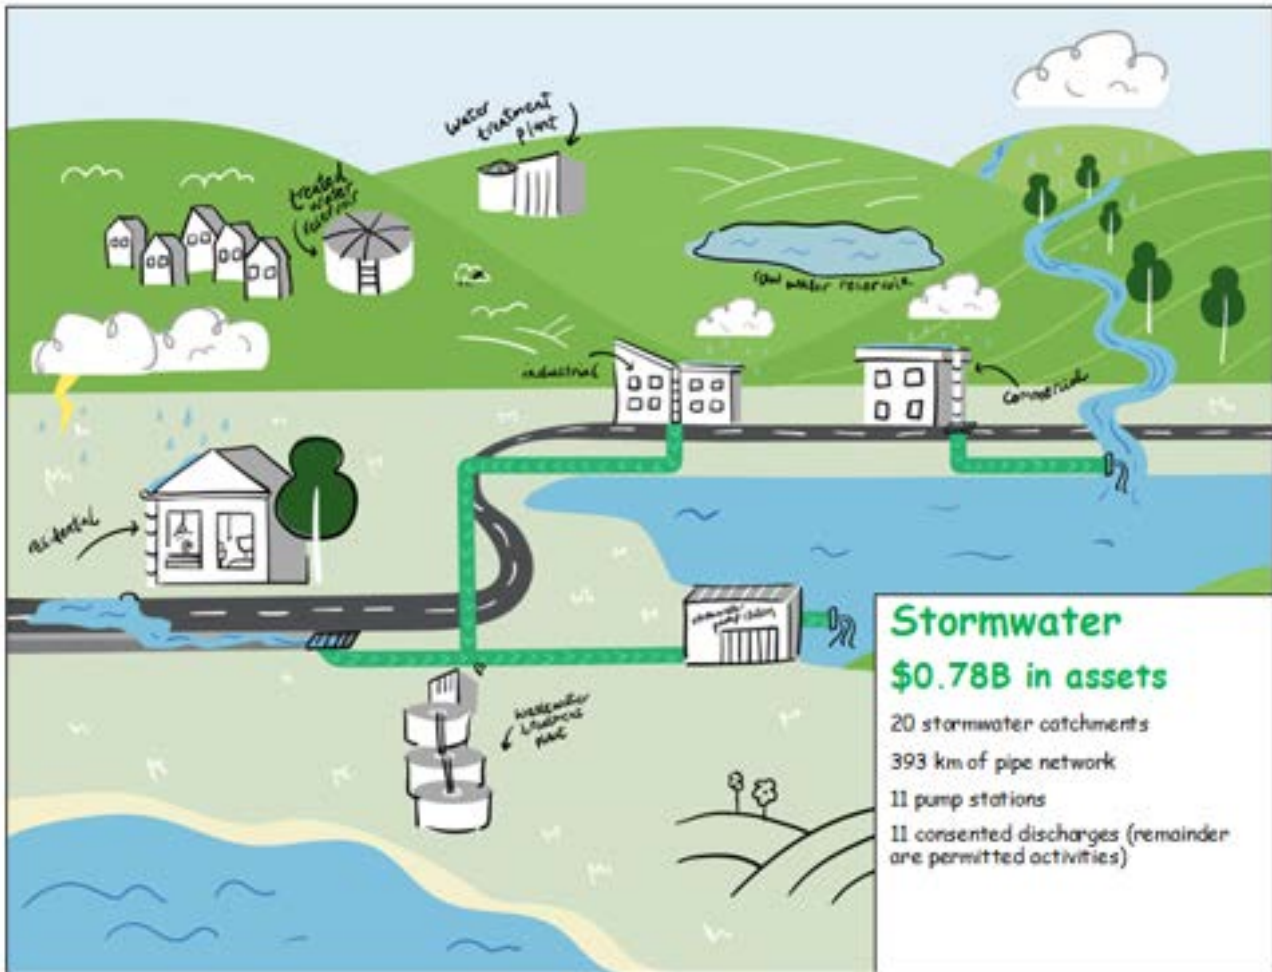 water
treatment
plant
treated
water
reservoir
raw water reservoir
industrial
commercial
residential
stormwater
pump station
wastewater
treatment
plant
Stormwater
$0.78B in assets
20 stormwater catchments
393 km of pipe network
11 pump stations
11 consented discharges (remainder
are permitted activities)